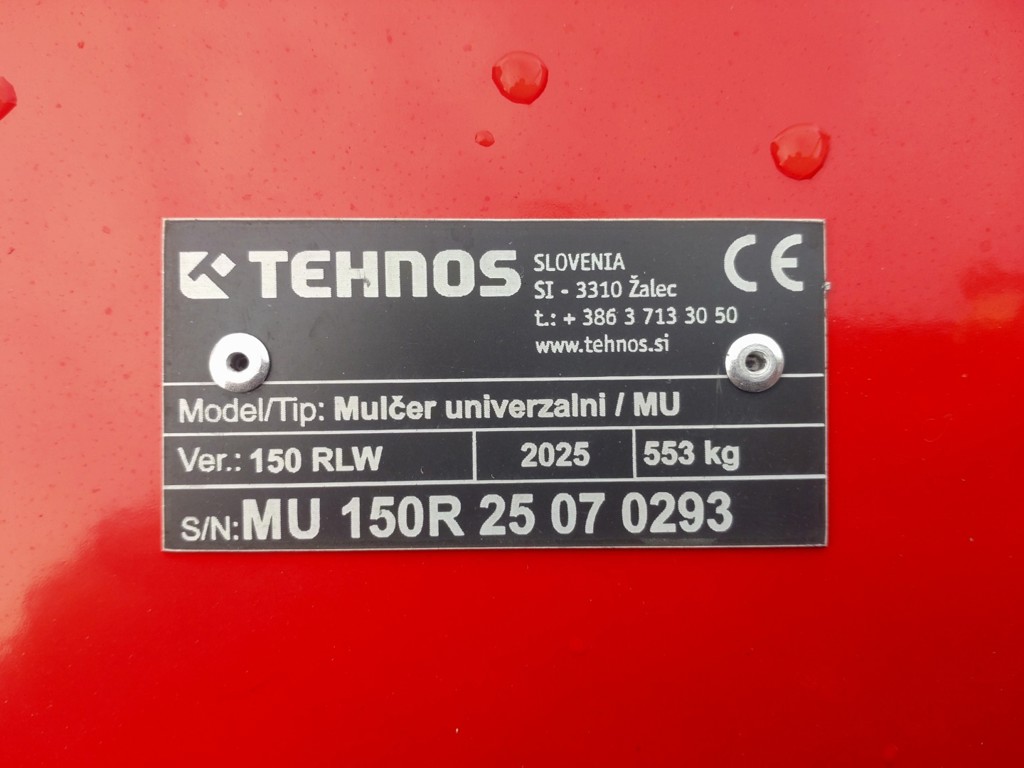 TEHNOS
SLOVENIA
SI - 3310 Žalec
t.: + 386 3 713 30 50
www.tehnos.si
CE
Model/Tip: Mulčer univerzalni / MU
Ver.: 150 RLW 2025 553 kg
S/N: MU 150R 25 07 0293